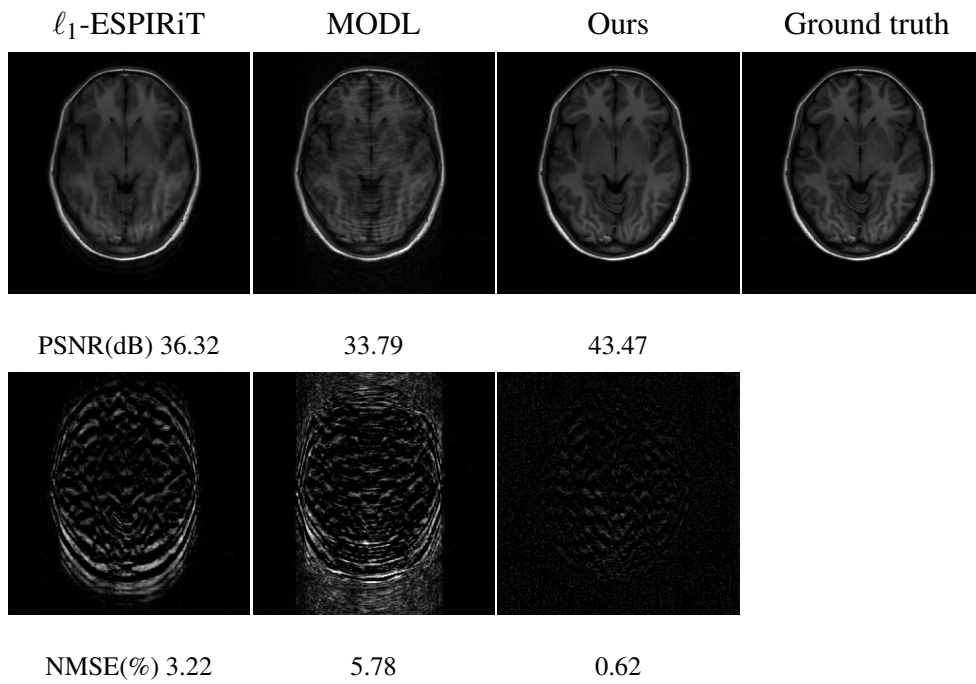 ℓ₁-ESPIRiT MODL Ours Ground truth
PSNR(dB) 36.32 33.79 43.47
NMSE(%) 3.22 5.78 0.62